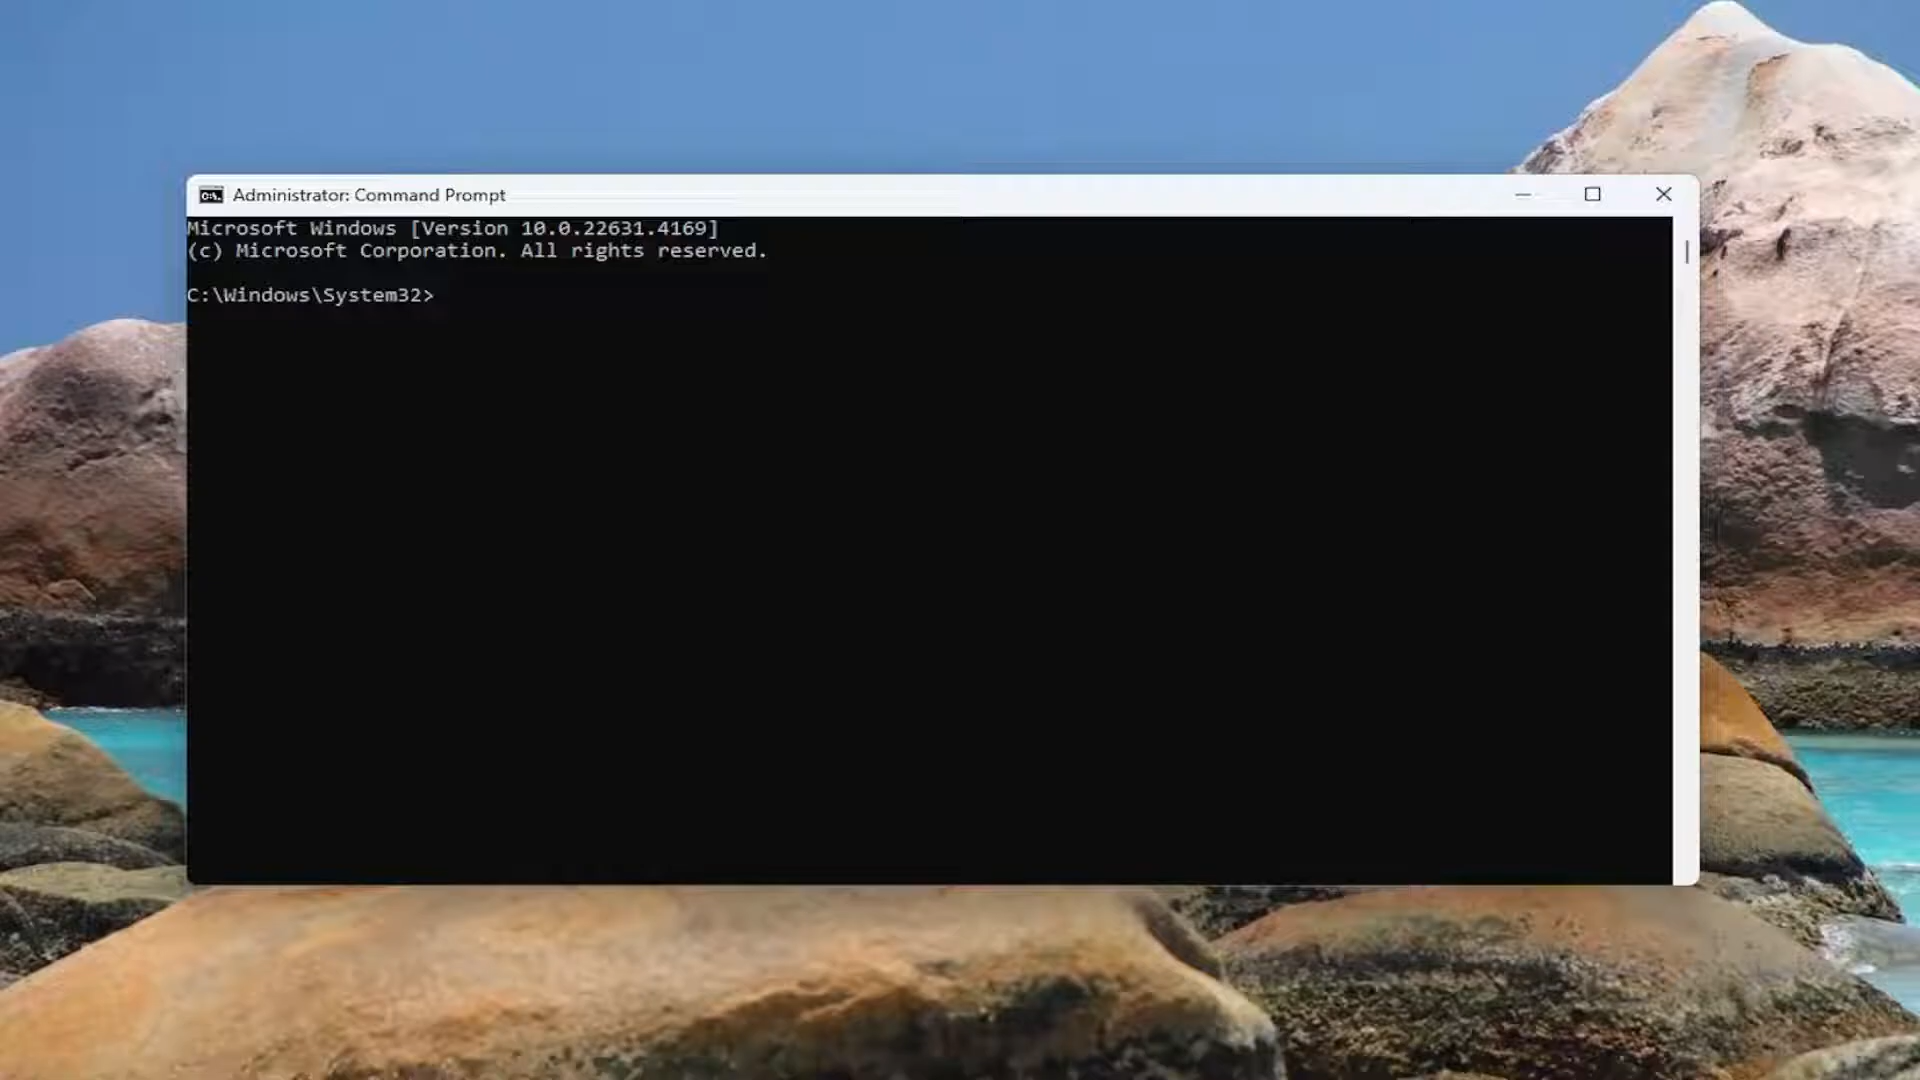 Administrator: Command Prompt
Microsoft Windows [Version 10.0.22631.4169]
(c) Microsoft Corporation. All rights reserved.
C:\Windows\System32>